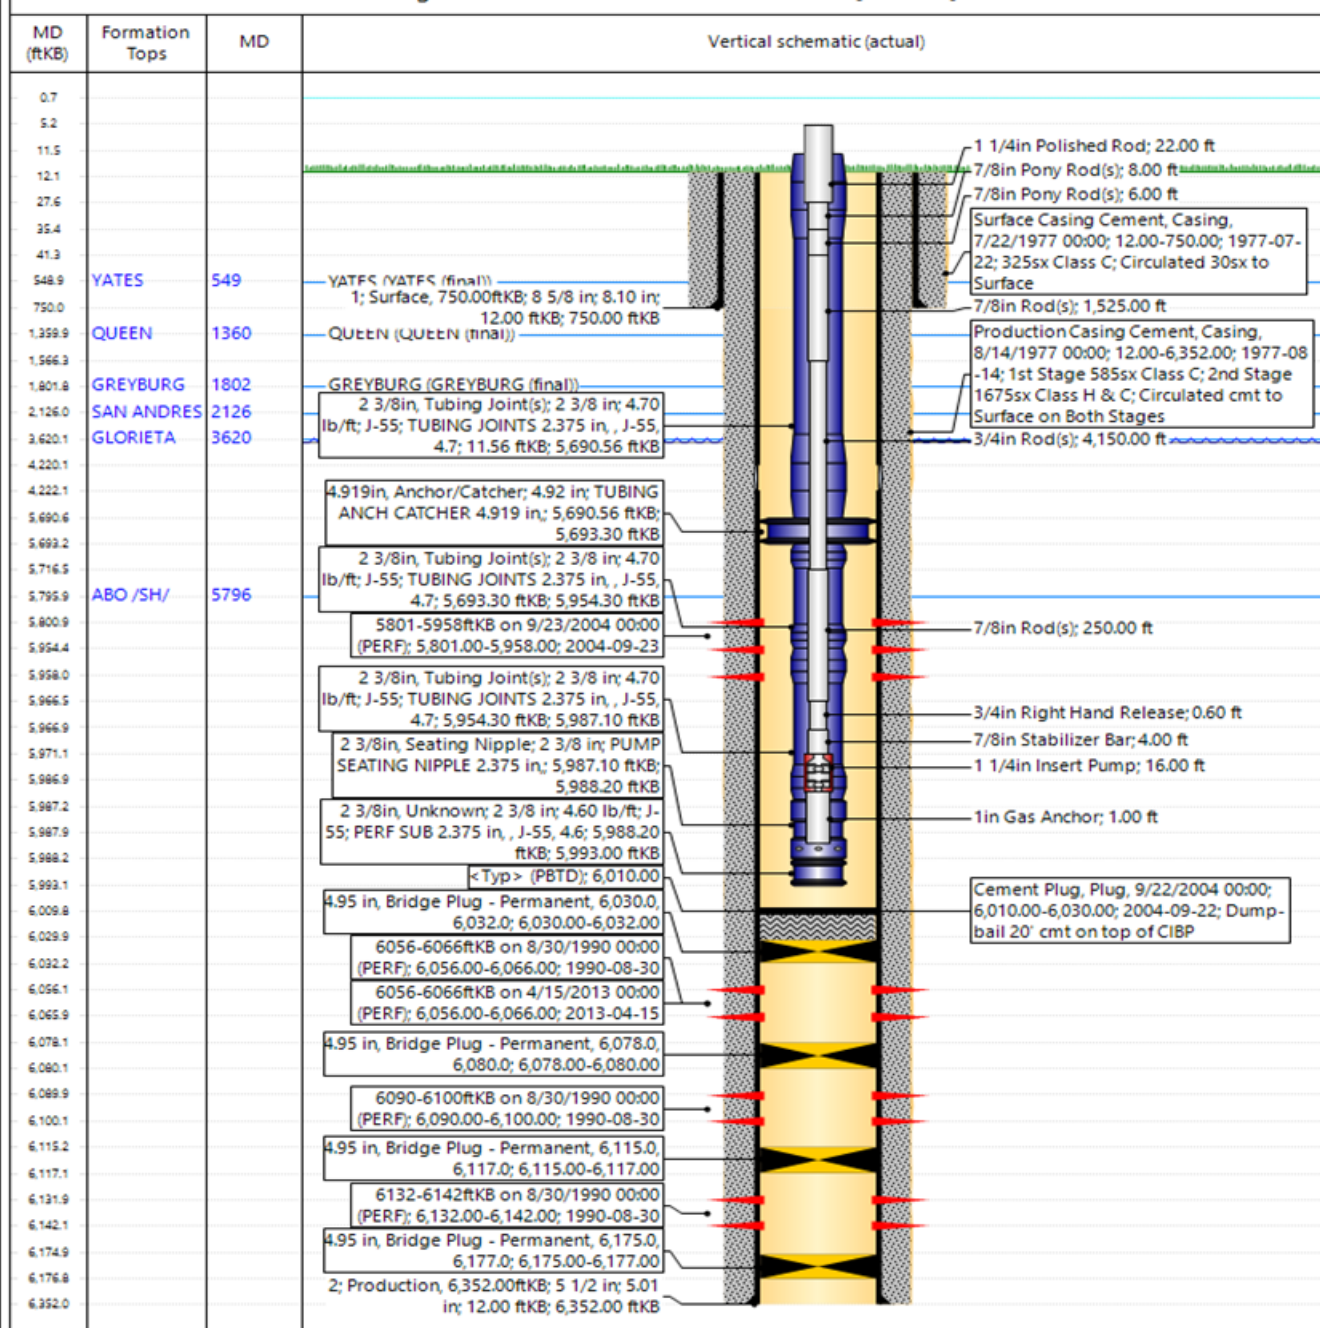 MD
(ftKB)
Formation
Tops
MD
Vertical schematic (actual)
0.7
5.2
11.5
12.1
27.6
35.4
41.3
548.9
750.0
1,359.9
1,566.3
1,801.8
2,126.0
3,620.1
4,220.1
4,222.1
5,690.6
5,693.2
5,716.5
5,795.9
5,800.9
5,954.4
5,958.0
5,966.5
5,966.9
5,971.1
5,986.9
5,987.2
5,987.9
5,988.2
5,993.1
6,009.8
6,029.9
6,032.2
6,056.1
6,065.9
6,078.1
6,080.1
6,089.9
6,100.1
6,115.2
6,117.1
6,131.9
6,142.1
6,174.9
6,176.8
6,352.0
YATES 549
QUEEN 1360
GREYBURG 1802
SAN ANDRES 2126
GLORIETA 3620
ABO /SH/ 5796
YATES (YATES (final))
1; Surface, 750.00ftKB; 8 5/8 in; 8.10 in;
12.00 ftKB; 750.00 ftKB
QUEEN (QUEEN (final))
GREYBURG (GREYBURG (final))
2 3/8in, Tubing Joint(s); 2 3/8 in; 4.70
lb/ft; J-55; TUBING JOINTS 2.375 in, , J-55,
4.7; 11.56 ftKB; 5,690.56 ftKB
4.919in, Anchor/Catcher; 4.92 in; TUBING
ANCH CATCHER 4.919 in,; 5,690.56 ftKB;
5,693.30 ftKB
2 3/8in, Tubing Joint(s); 2 3/8 in; 4.70
lb/ft; J-55; TUBING JOINTS 2.375 in, , J-55,
4.7; 5,693.30 ftKB; 5,954.30 ftKB
5801-5958ftKB on 9/23/2004 00:00
(PERF); 5,801.00-5,958.00; 2004-09-23
2 3/8in, Tubing Joint(s); 2 3/8 in; 4.70
lb/ft; J-55; TUBING JOINTS 2.375 in, , J-55,
4.7; 5,954.30 ftKB; 5,987.10 ftKB
2 3/8in, Seating Nipple; 2 3/8 in; PUMP
SEATING NIPPLE 2.375 in,; 5,987.10 ftKB;
5,988.20 ftKB
2 3/8in, Unknown; 2 3/8 in; 4.60 lb/ft; J-
55; PERF SUB 2.375 in, , J-55, 4.6; 5,988.20
ftKB; 5,993.00 ftKB
<Typ> (PBTD); 6,010.00
4.95 in, Bridge Plug - Permanent, 6,030.0,
6,032.0; 6,030.00-6,032.00
6056-6066ftKB on 8/30/1990 00:00
(PERF); 6,056.00-6,066.00; 1990-08-30
6056-6066ftKB on 4/15/2013 00:00
(PERF); 6,056.00-6,066.00; 2013-04-15
4.95 in, Bridge Plug - Permanent, 6,078.0,
6,080.0; 6,078.00-6,080.00
6090-6100ftKB on 8/30/1990 00:00
(PERF); 6,090.00-6,100.00; 1990-08-30
4.95 in, Bridge Plug - Permanent, 6,115.0,
6,117.0; 6,115.00-6,117.00
6132-6142ftKB on 8/30/1990 00:00
(PERF); 6,132.00-6,142.00; 1990-08-30
4.95 in, Bridge Plug - Permanent, 6,175.0,
6,177.0; 6,175.00-6,177.00
2; Production, 6,352.00ftKB; 5 1/2 in; 5.01
in; 12.00 ftKB; 6,352.00 ftKB
1 1/4in Polished Rod; 22.00 ft
7/8in Pony Rod(s); 8.00 ft
7/8in Pony Rod(s); 6.00 ft
Surface Casing Cement, Casing,
7/22/1977 00:00; 12.00-750.00; 1977-07-
22; 325sx Class C; Circulated 30sx to
Surface
7/8in Rod(s); 1,525.00 ft
Production Casing Cement, Casing,
8/14/1977 00:00; 12.00-6,352.00; 1977-08
-14; 1st Stage 585sx Class C; 2nd Stage
1675sx Class H & C; Circulated cmt to
Surface on Both Stages
3/4in Rod(s); 4,150.00 ft
7/8in Rod(s); 250.00 ft
3/4in Right Hand Release; 0.60 ft
7/8in Stabilizer Bar; 4.00 ft
1 1/4in Insert Pump; 16.00 ft
1in Gas Anchor; 1.00 ft
Cement Plug, Plug, 9/22/2004 00:00;
6,010.00-6,030.00; 2004-09-22; Dump-
bail 20' cmt on top of CIBP